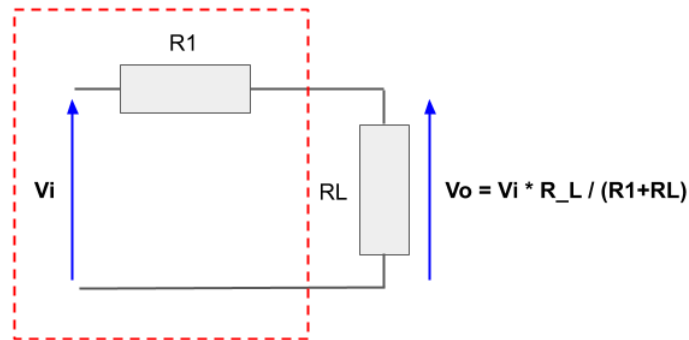 R1
Vi
RL
Vo = Vi * R_L / (R1+RL)